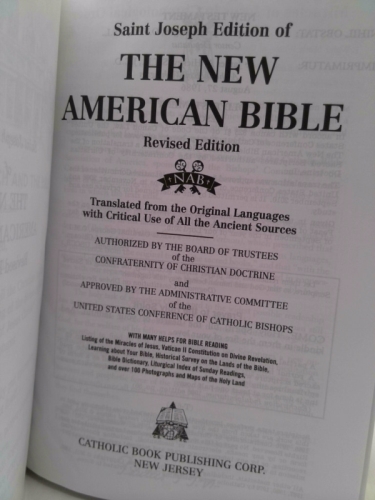 Saint Joseph Edition of
THE NEW
AMERICAN BIBLE
Revised Edition
NAB
Translated from the Original Languages
with Critical Use of All the Ancient Sources
AUTHORIZED BY THE BOARD OF TRUSTEES
of the
CONFRATERNITY OF CHRISTIAN DOCTRINE
and
APPROVED BY THE ADMINISTRATIVE COMMITTEE
of the
UNITED STATES CONFERENCE OF CATHOLIC BISHOPS
WITH MANY HELPS FOR BIBLE READING
Listing of the Miracles of Jesus, Vatican II Constitution on Divine Revelation,
Learning about Your Bible, Historical Survey on the Lands of the Bible,
Bible Dictionary, Liturgical Index of Sunday Readings,
and over 100 Photographs and Maps of the Holy Land
CATHOLIC BOOK PUBLISHING CORP.
NEW JERSEY